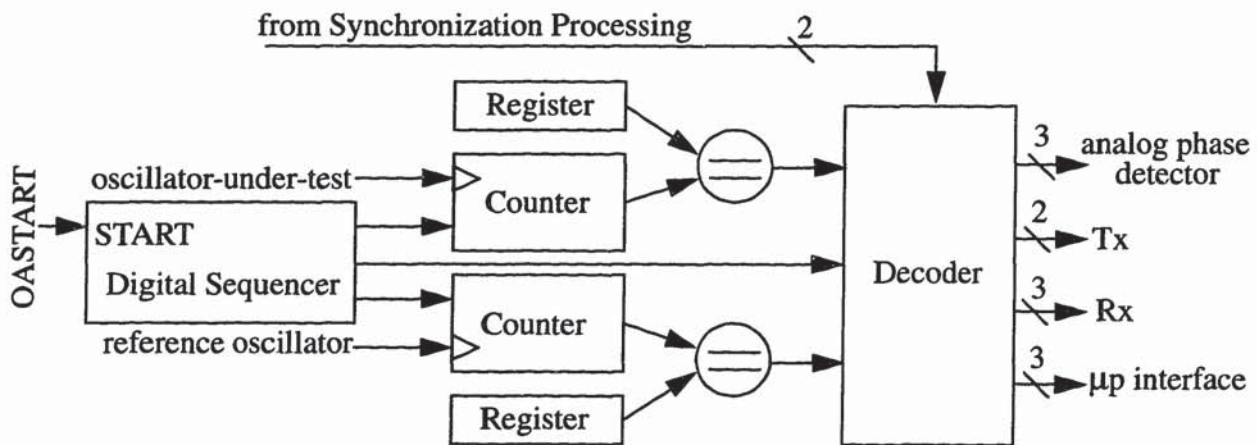 from Synchronization Processing
2
Register
oscillator-under-test
Counter
OASTART
START
Digital Sequencer
reference oscillator
Counter
Register
Decoder
3
analog phase
detector
2
Tx
3
Rx
3
μp interface